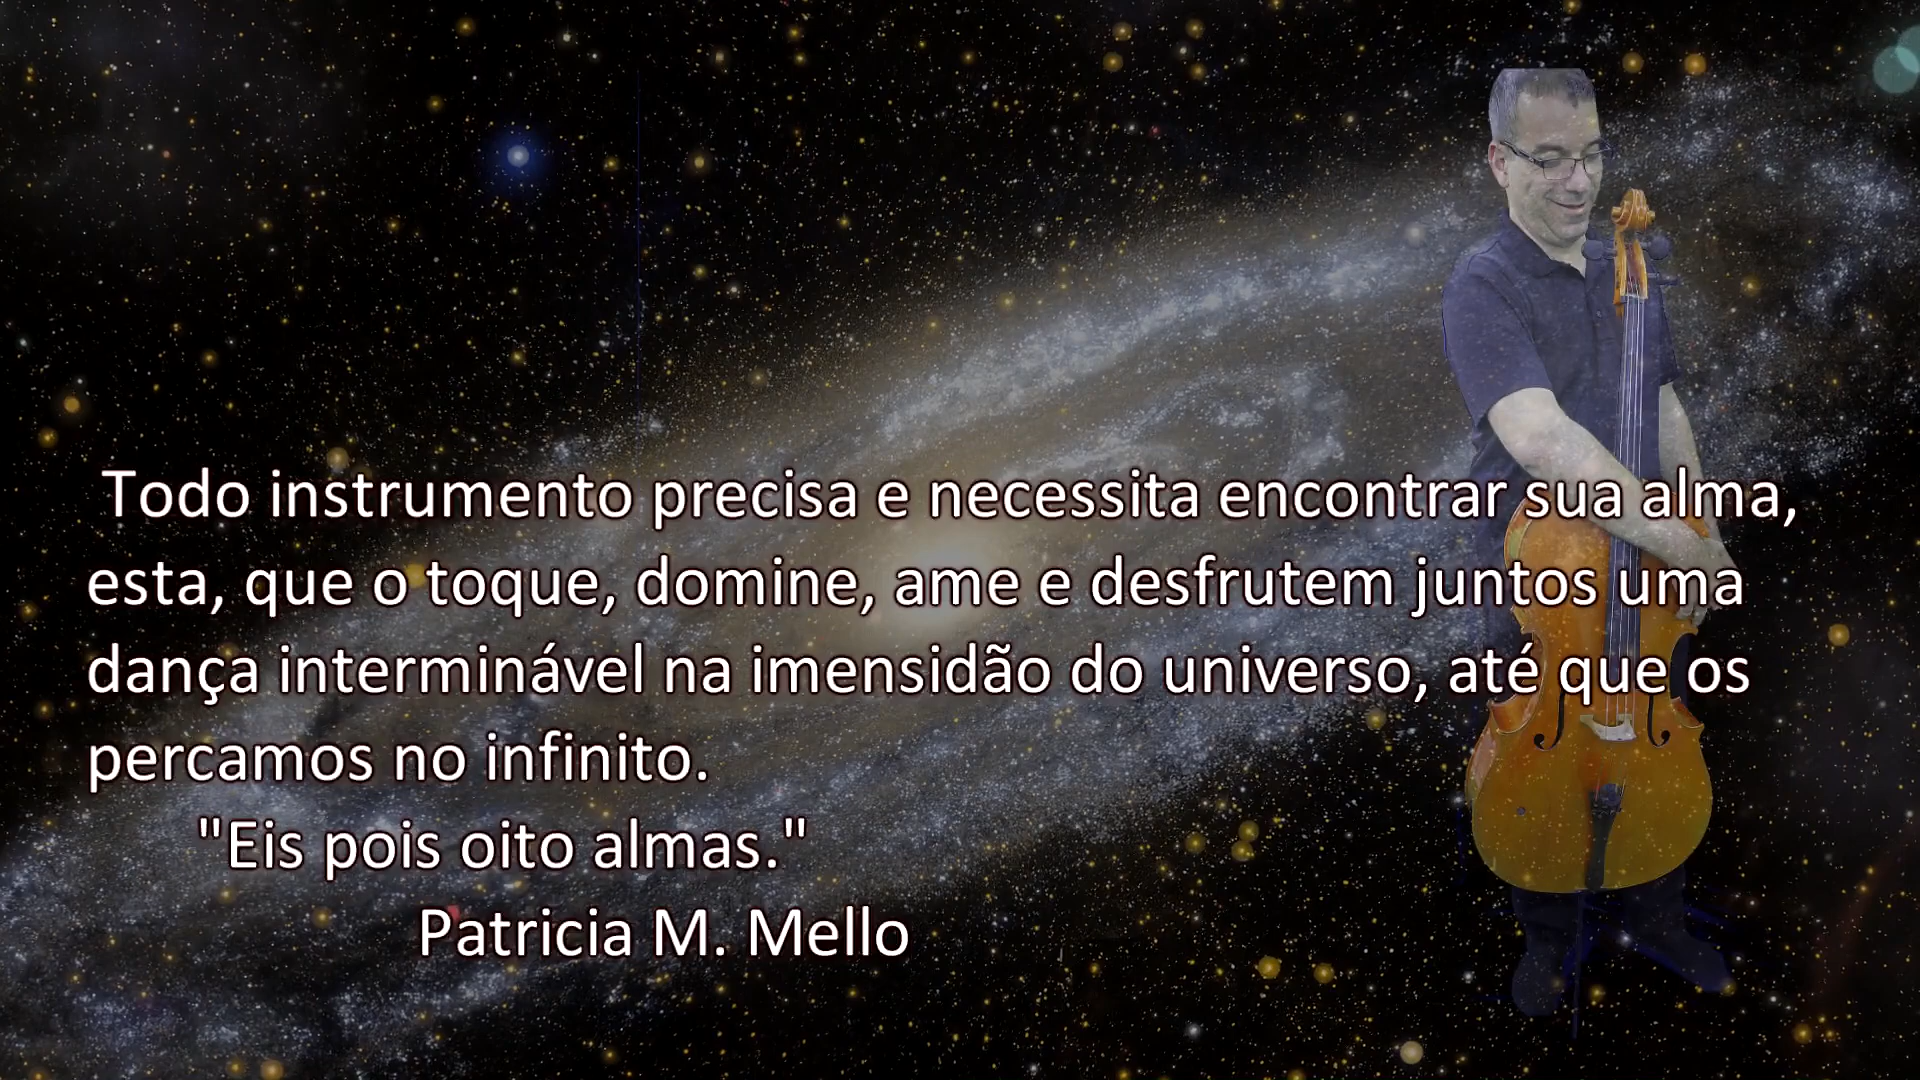 Todo instrumento precisa e necessita encontrar sua alma,
esta, que o toque, domine, ame e desfrutem juntos uma
dança interminável na imensidão do universo, até que os
percamos no infinito.
"Eis pois oito almas."
Patricia M. Mello